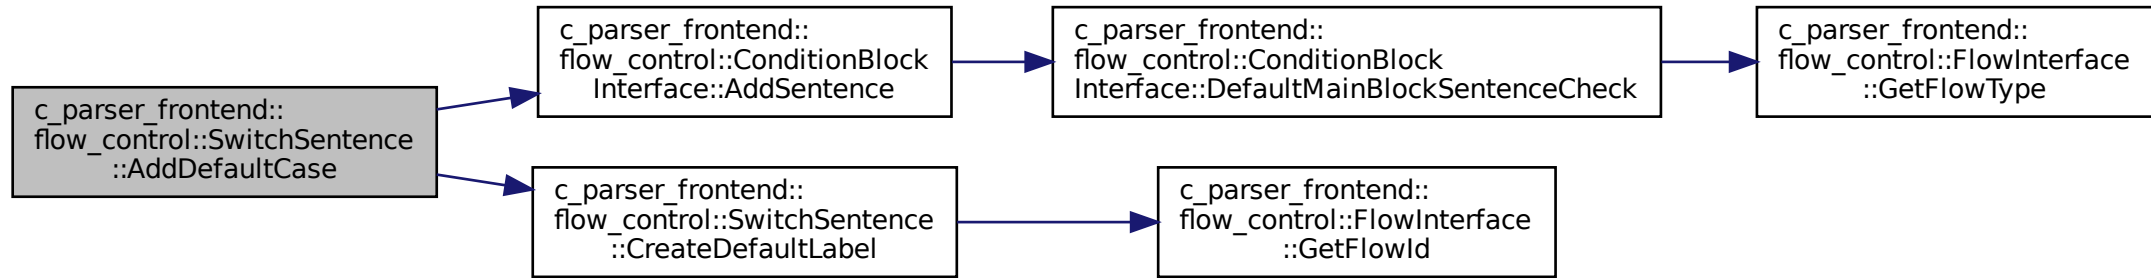 c_parser_frontend::
flow_control::SwitchSentence
::AddDefaultCase
c_parser_frontend::
flow_control::ConditionBlock
Interface::AddSentence
c_parser_frontend::
flow_control::ConditionBlock
Interface::DefaultMainBlockSentenceCheck
c_parser_frontend::
flow_control::FlowInterface
::GetFlowType
c_parser_frontend::
flow_control::SwitchSentence
::CreateDefaultLabel
c_parser_frontend::
flow_control::FlowInterface
::GetFlowId